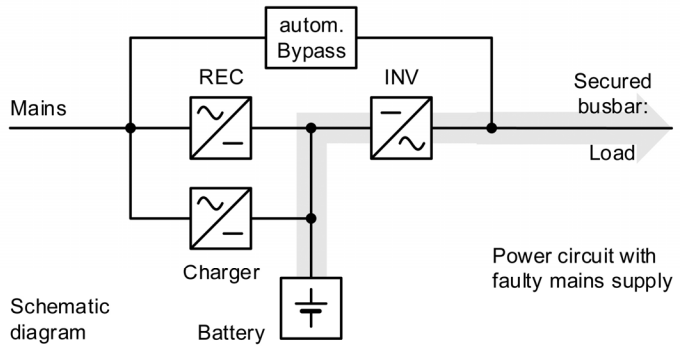 autom.
Bypass
REC
INV
Mains
Secured
busbar:
Load
Charger
Power circuit with
faulty mains supply
Schematic
diagram
Battery